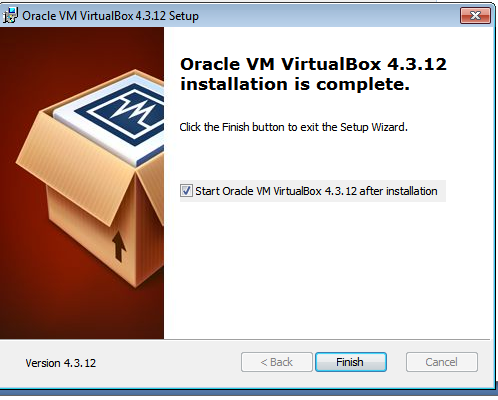 Oracle VM VirtualBox 4.3.12 Setup
Oracle VM VirtualBox 4.3.12
installation is complete.
Click the Finish button to exit the Setup Wizard.
Start Oracle VM VirtualBox 4.3.12 after installation
Version 4.3.12
< Back
Finish
Cancel